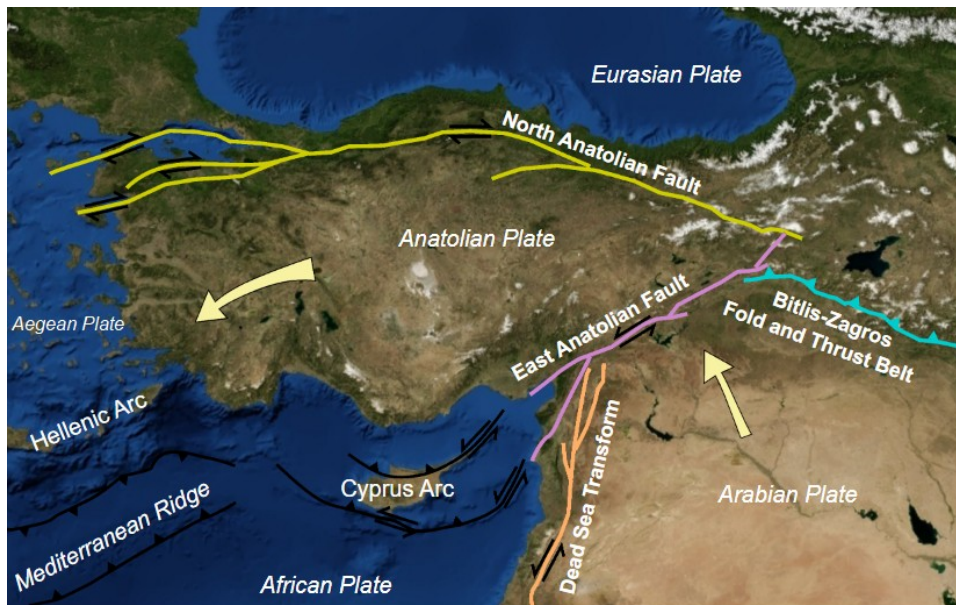 Eurasian Plate
North Anatolian Fault
Anatolian Plate
Aegean Plate
East Anatolian Fault
Bitlis-Zagros
Fold and Thrust Belt
Hellenic Arc
Cyprus Arc
Dead Sea Transform
Arabian Plate
Mediterranean Ridge
African Plate